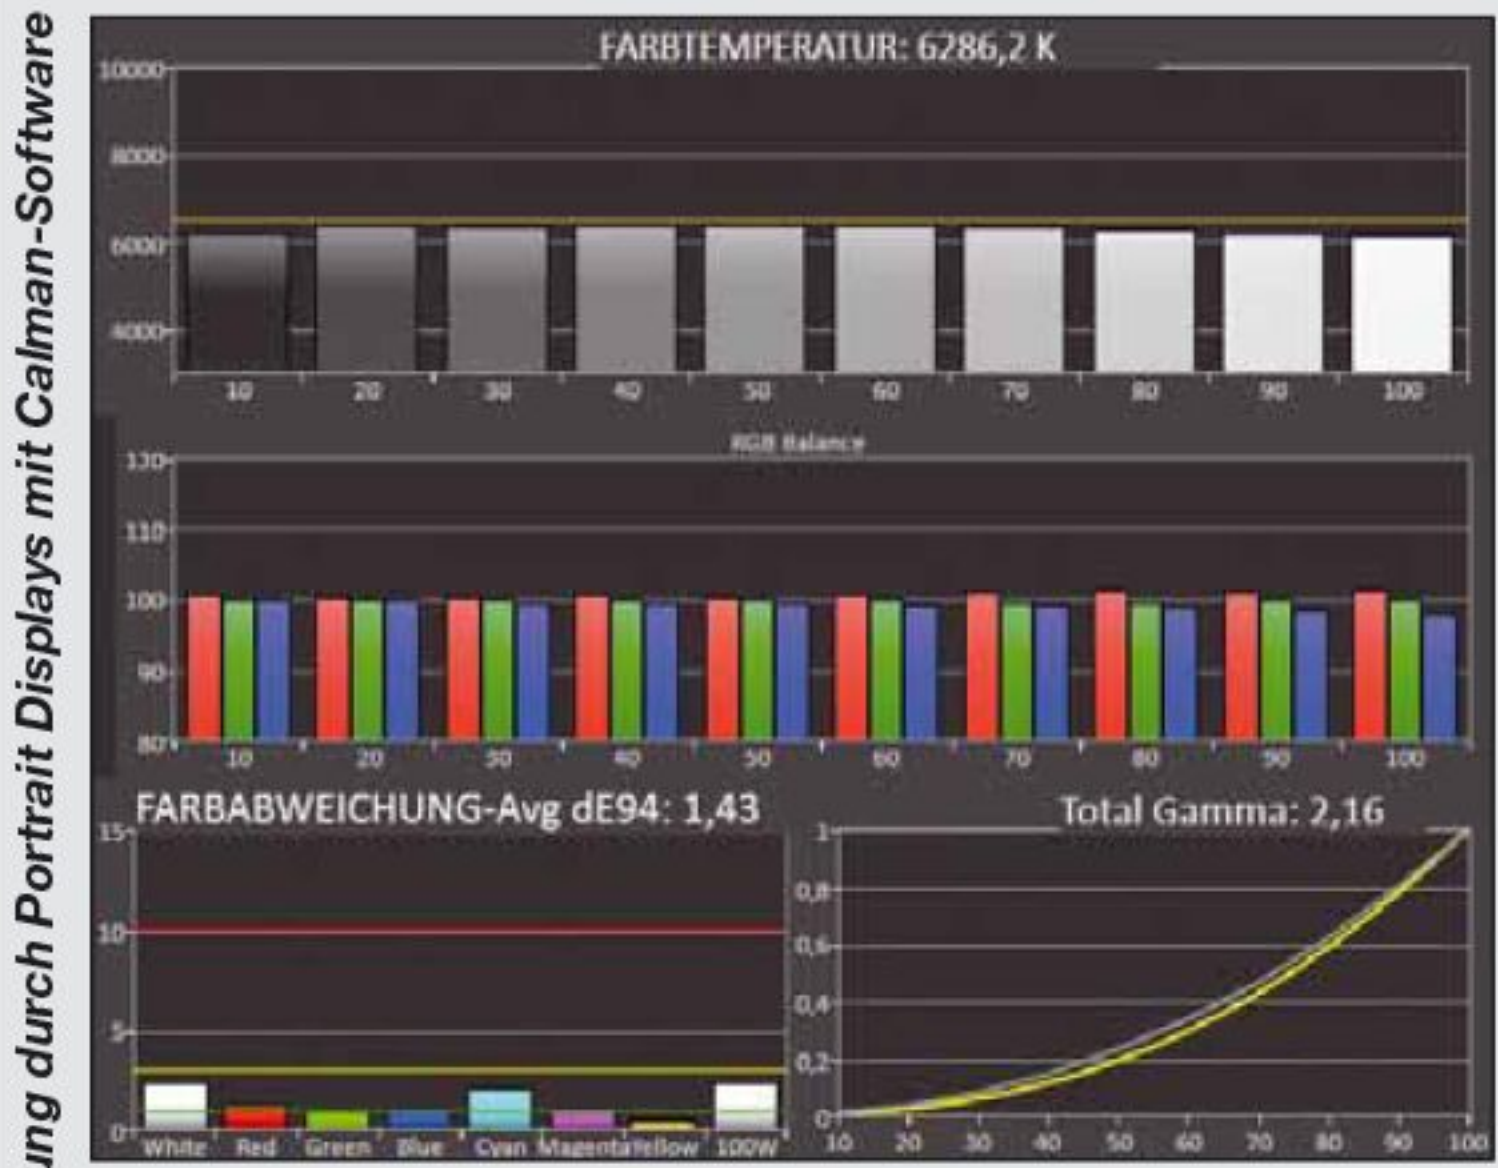 ung durch Portrait Displays mit Calman-Software
FARBTEMPERATUR: 6286,2 K
10000
8000
6000
4000
10 20 30 40 50 60 70 80 90 100
RGB Balance
130
110
100
90
80
10 20 30 40 50 60 70 80 90 100
FARBABWEICHUNG-Avg dE94: 1,43
15
10
5
0
White Red Green Blue Cyan Magenta Yellow 100W
Total Gamma: 2,16
1
0,8
0,6
0,4
0,2
0
10 20 30 40 50 60 70 80 90 100